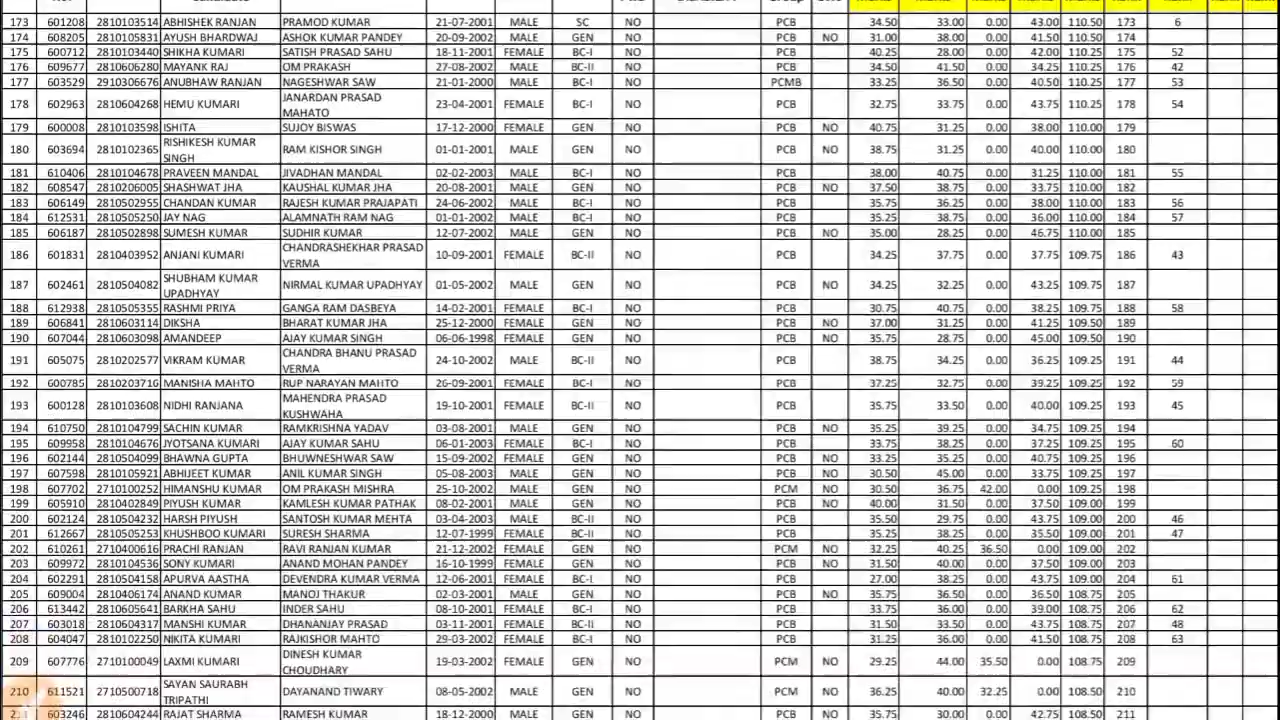 173 601208 2810103514 ABHISHEK RANJAN PRAMOD KUMAR 21-07-2001 MALE SC NO PCB 34.50 33.00 0.00 43.00 110.50 173 6
174 608205 2810105831 AYUSH BHARDWAJ ASHOK KUMAR PANDEY 20-09-2002 MALE GEN NO PCB NO 31.00 38.00 0.00 41.50 110.50 174
175 600712 2810103440 SHIKHA KUMARI SATISH PRASAD SAHU 18-11-2001 FEMALE BC-I NO PCB 40.25 28.00 0.00 42.00 110.25 175 52
176 609677 2810606280 MAYANK RAJ OM PRAKASH 27-08-2002 MALE BC-II NO PCB 34.50 41.50 0.00 34.25 110.25 176 42
177 603529 2910306676 ANUBHAW RANJAN NAGESHWAR SAW 21-01-2000 MALE BC-I NO PCMB 33.25 36.50 0.00 40.50 110.25 177 53
178 602963 2810604268 HEMU KUMARI JANARDAN PRASAD MAHATO 23-04-2001 FEMALE BC-I NO PCB 32.75 33.75 0.00 43.75 110.25 178 54
179 600008 2810103598 ISHITA SUJOY BISWAS 17-12-2000 FEMALE GEN NO PCB NO 40.75 31.25 0.00 38.00 110.00 179
180 603694 2810102365 RISHIKESH KUMAR SINGH RAM KISHOR SINGH 01-01-2001 MALE GEN NO PCB NO 38.75 31.25 0.00 40.00 110.00 180
181 610406 2810104678 PRAVEEN MANDAL JIVADHAN MANDAL 02-02-2003 MALE BC-I NO PCB 38.00 40.75 0.00 31.25 110.00 181 55
182 608547 2810206005 SHASHWAT JHA KAUSHAL KUMAR JHA 20-08-2001 MALE GEN NO PCB NO 37.50 38.75 0.00 33.75 110.00 182
183 606149 2810502955 CHANDAN KUMAR RAJESH KUMAR PRAJAPATI 24-06-2002 MALE BC-I NO PCB 35.75 36.25 0.00 38.00 110.00 183 56
184 612531 2810505250 JAY NAG ALAMNATH RAM NAG 01-01-2002 MALE BC-I NO PCB 35.25 38.75 0.00 36.00 110.00 184 57
185 606187 2810502898 SUMESH KUMAR SUDHIR KUMAR 12-07-2002 MALE GEN NO PCB NO 35.00 28.25 0.00 46.75 110.00 185
186 601831 2810403952 ANJANI KUMARI CHANDRASHEKHAR PRASAD VERMA 10-09-2001 FEMALE BC-II NO PCB 34.25 37.75 0.00 37.75 109.75 186 43
187 602461 2810504082 SHUBHAM KUMAR UPADHYAY NIRMAL KUMAR UPADHYAY 01-05-2002 MALE GEN NO PCB NO 34.25 32.25 0.00 43.25 109.75 187
188 612938 2810505355 RASHMI PRIYA GANGA RAM DASBEYA 14-02-2001 FEMALE BC-I NO PCB 30.75 40.75 0.00 38.25 109.75 188 58
189 606841 2810603114 DIKSHA BHARAT KUMAR JHA 25-12-2000 FEMALE GEN NO PCB NO 37.00 31.25 0.00 41.25 109.50 189
190 607044 2810603098 AMANDEEP AJAY KUMAR SINGH 06-06-1998 FEMALE GEN NO PCB NO 35.75 28.75 0.00 45.00 109.50 190
191 605075 2810202577 VIKRAM KUMAR CHANDRA BHANU PRASAD VERMA 24-10-2002 MALE BC-II NO PCB 38.75 34.25 0.00 36.25 109.25 191 44
192 600785 2810203716 MANISHA MAHTO RUP NARAYAN MAHTO 26-09-2001 FEMALE BC-I NO PCB 37.25 32.75 0.00 39.25 109.25 192 59
193 600128 2810103608 NIDHI RANJANA MAHENDRA PRASAD KUSHWAHA 19-10-2001 FEMALE BC-II NO PCB 35.75 33.50 0.00 40.00 109.25 193 45
194 610750 2810104799 SACHIN KUMAR RAMKRISHNA YADAV 03-08-2001 MALE GEN NO PCB NO 35.25 39.25 0.00 34.75 109.25 194
195 609958 2810104676 JYOTSANA KUMARI AJAY KUMAR SAHU 06-01-2003 FEMALE BC-I NO PCB 33.75 38.25 0.00 37.25 109.25 195 60
196 602144 2810504099 BHAWNA GUPTA BHUWNESHWAR SAW 15-09-2002 FEMALE GEN NO PCB NO 33.25 35.25 0.00 40.75 109.25 196
197 607598 2810105921 ABHIJEET KUMAR ANIL KUMAR SINGH 05-08-2003 MALE GEN NO PCB NO 30.50 45.00 0.00 33.75 109.25 197
198 607702 2710100252 HIMANSHU KUMAR OM PRAKASH MISHRA 25-10-2002 MALE GEN NO PCM NO 30.50 36.75 42.00 0.00 109.25 198
199 605910 2810402849 PIYUSH KUMAR KAMLESH KUMAR PATHAK 08-02-2001 MALE GEN NO PCB NO 40.00 31.50 0.00 37.50 109.00 199
200 602124 2810504232 HARSH PIYUSH SANTOSH KUMAR MEHTA 03-04-2003 MALE BC-II NO PCB 35.50 29.75 0.00 43.75 109.00 200 46
201 612667 2810505253 KHUSHBOO KUMARI SURESH SHARMA 12-07-1999 FEMALE BC-II NO PCB 35.25 38.25 0.00 35.50 109.00 201 47
202 610261 2710400616 PRACHI RANJAN RAVI RANJAN KUMAR 21-12-2002 FEMALE GEN NO PCM NO 32.25 40.25 36.50 0.00 109.00 202
203 609972 2810104536 SONY KUMARI ANAND MOHAN PANDEY 16-10-1999 FEMALE GEN NO PCB NO 31.50 40.00 0.00 37.50 109.00 203
204 602291 2810504158 APURVA AASTHA DEVENDRA KUMAR VERMA 12-06-2001 FEMALE BC-I NO PCB 27.00 38.25 0.00 43.75 109.00 204 61
205 609004 2810406174 ANAND KUMAR MANOJ THAKUR 02-03-2001 MALE GEN NO PCB NO 35.75 36.50 0.00 36.50 108.75 205
206 613442 2810605641 BARKHA SAHU INDER SAHU 08-10-2001 FEMALE BC-I NO PCB 33.75 36.00 0.00 39.00 108.75 206 62
207 603018 2810604317 MANSHI KUMAR DHANANJAY PRASAD 03-11-2001 MALE BC-II NO PCB 31.50 33.50 0.00 43.75 108.75 207 48
208 604047 2810102250 NIKITA KUMARI RAJKISHOR MAHTO 29-03-2002 FEMALE BC-I NO PCB 31.25 36.00 0.00 41.50 108.75 208 63
209 607776 2710100049 LAXMI KUMARI DINESH KUMAR CHOUDHARY 19-03-2002 FEMALE GEN NO PCM NO 29.25 44.00 35.50 0.00 108.75 209
210 611521 2710500718 SAYAN SAURABH TRIPATHI DAYANAND TIWARY 08-05-2002 MALE GEN NO PCM NO 36.25 40.00 32.25 0.00 108.50 210
603246 2810604244 RAJAT SHARMA RAMESH KUMAR 18-12-2000 MALE GEN NO PCB NO 35.75 30.00 0.00 42.75 108.50 211